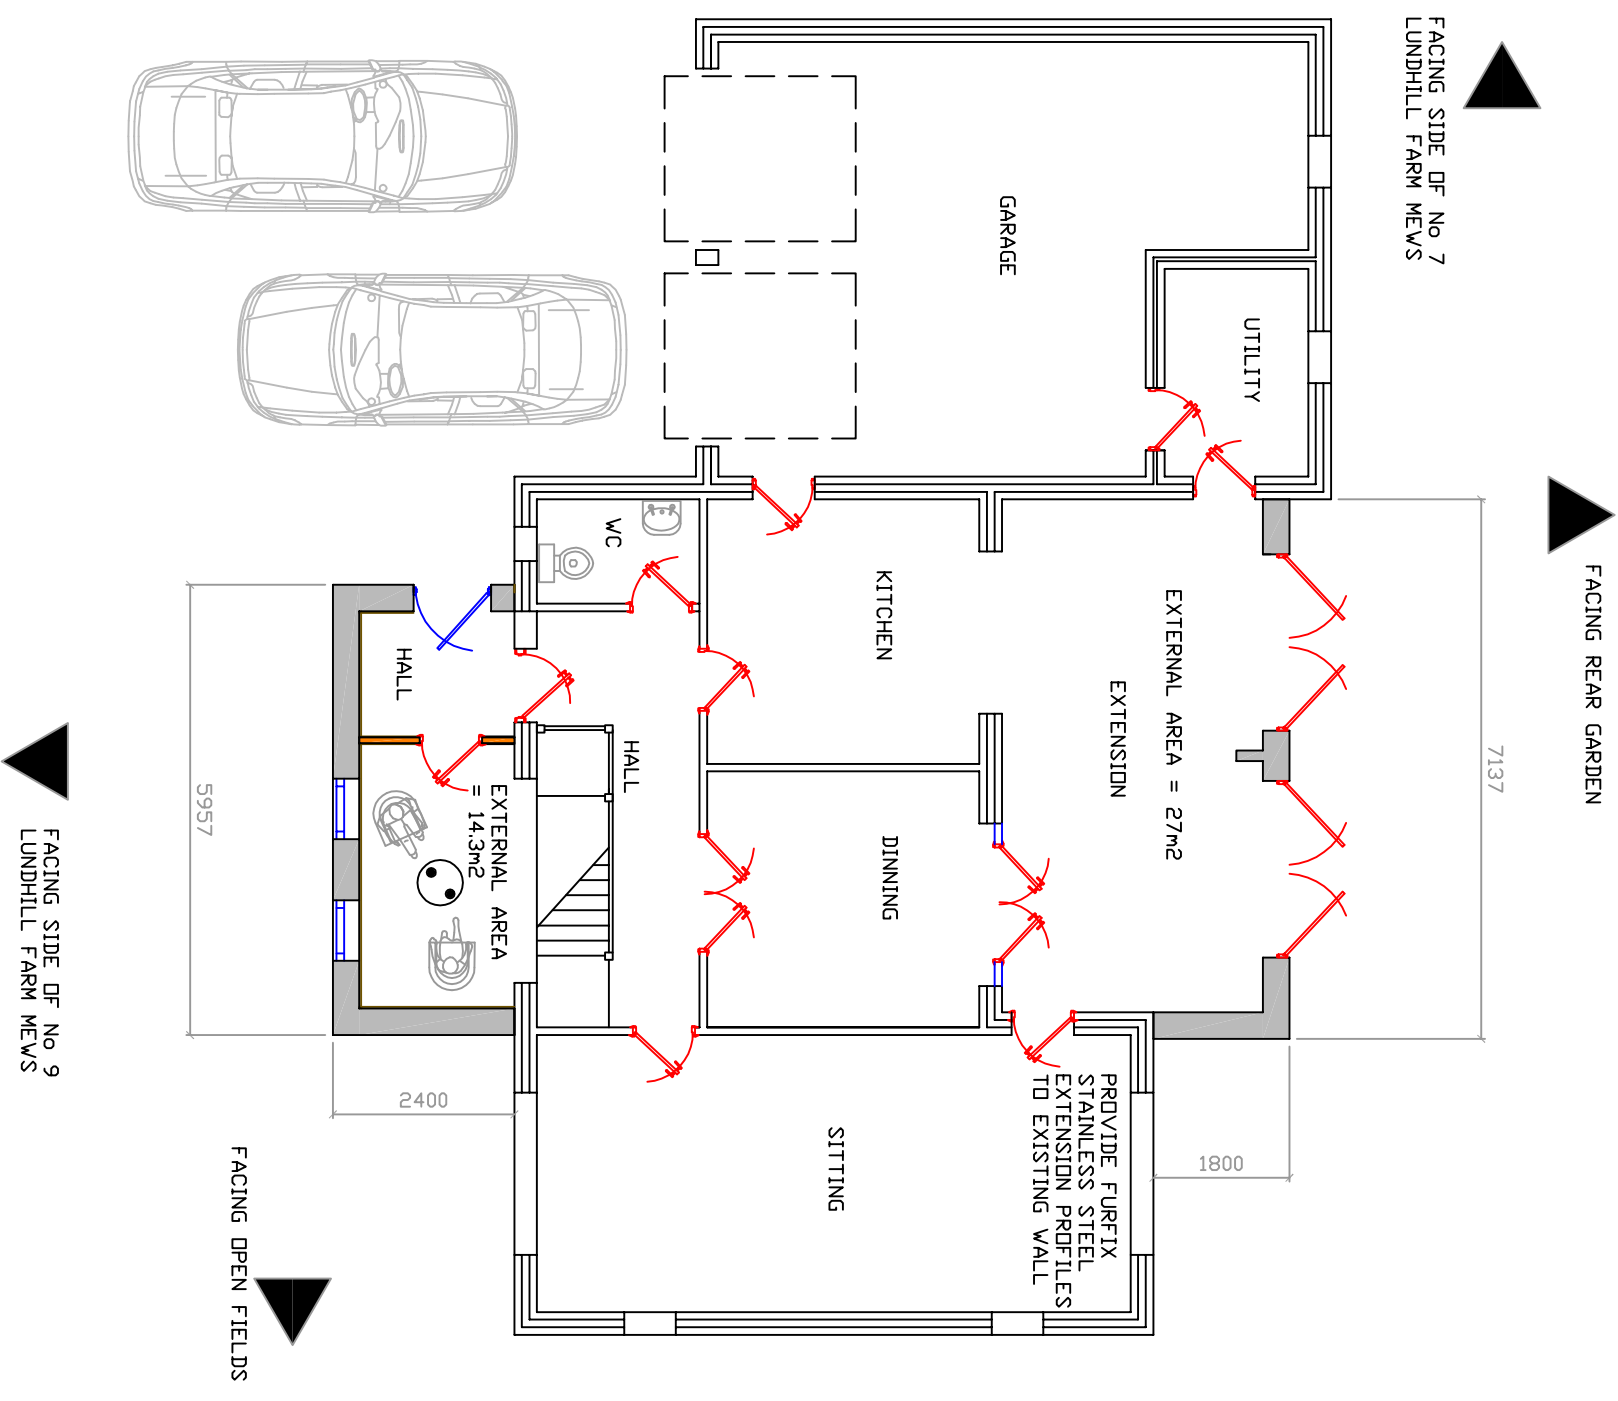 FACING SIDE OF No 7
LUNDHILL FARM MEWS
FACING REAR GARDEN
7137
GARAGE
UTILITY
WC
KITCHEN
EXTERNAL AREA = 27m2
EXTENSION
HALL
HALL
DINNING
EXTERNAL AREA
= 14.3m2
5957
FACING SIDE OF No 9
LUNDHILL FARM MEWS
2400
1800
SITTING
PROVIDE FURFIX
STAINLESS STEEL
EXTENSION PROFILES
TO EXISTING WALL
FACING OPEN FIELDS